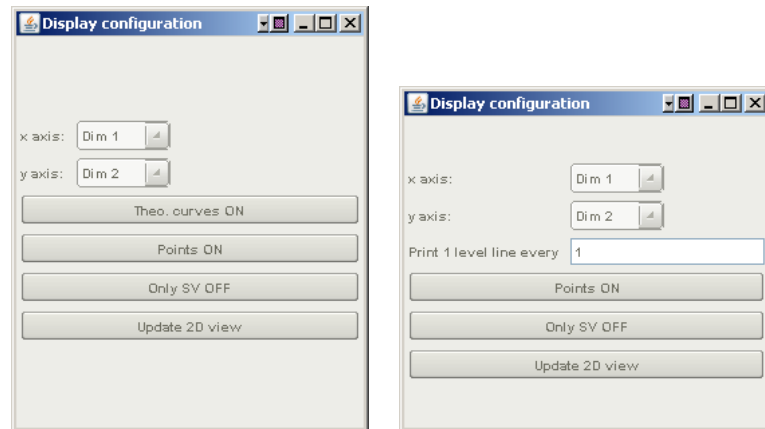 Display configuration
x axis: Dim 1
y axis: Dim 2
Theo. curves ON
Points ON
Only SV OFF
Update 2D view
Display configuration
x axis: Dim 1
y axis: Dim 2
Print 1 level line every 1
Points ON
Only SV OFF
Update 2D view